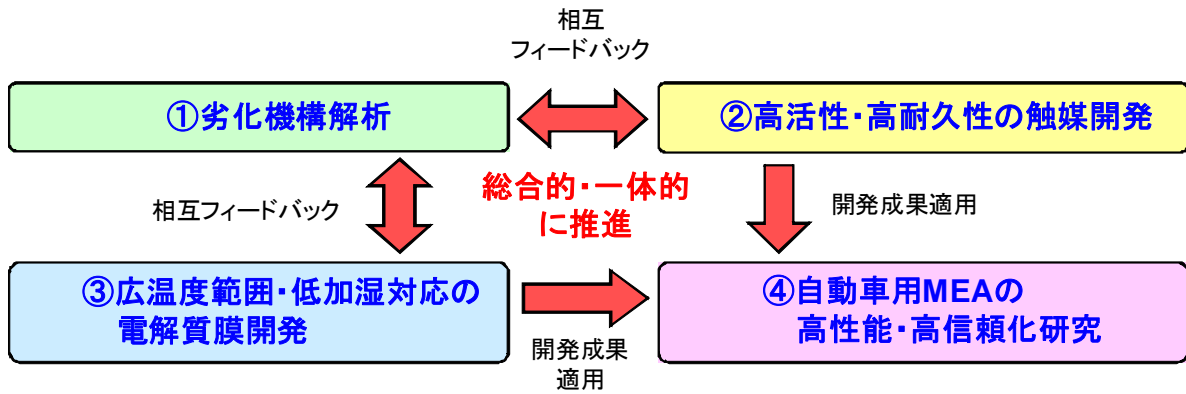 相互
フィードバック
①劣化機構解析
②高活性・高耐久性の触媒開発
相互フィードバック
総合的・一体的
に推進
開発成果適用
③広温度範囲・低加湿対応の
電解質膜開発
④自動車用MEAの
高性能・高信頼化研究
開発成果
適用